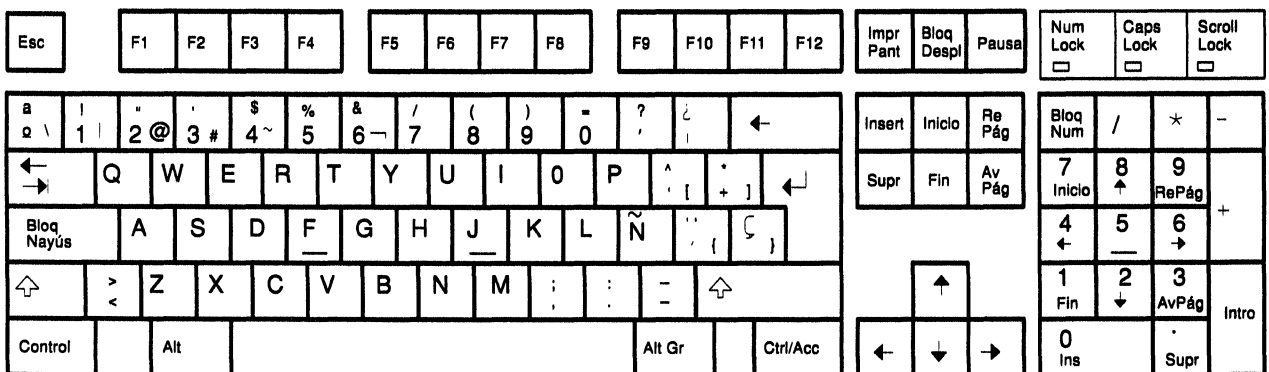 Esc F1 F2 F3 F4 F5 F6 F7 F8 F9 F10 F11 F12 Impr Pant Bloq Despl Pausa Num Lock Caps Lock Scroll Lock
ª º \ ! 1 | " 2 @ · 3 # $ 4 ~ % 5 & 6 ¬ / 7 ( 8 ) 9 = 0 ? ' ¿ ¡ ← Insert Inicio Re Pág Bloq Num / * -
Q W E R T Y U I O P ^ ` [ * + ] Supr Fin Av Pág 7 Inicio 8 ↑ 9 RePág +
Bloq Nayús A S D F G H J K L Ñ ¨ ´ { Ç } 4 ← 5 6 →
> < Z X C V B N M ; , : . _ - ↑ 1 Fin 2 ↓ 3 AvPág Intro
Control Alt Alt Gr Ctrl/Acc ← ↓ → 0 Ins . Supr